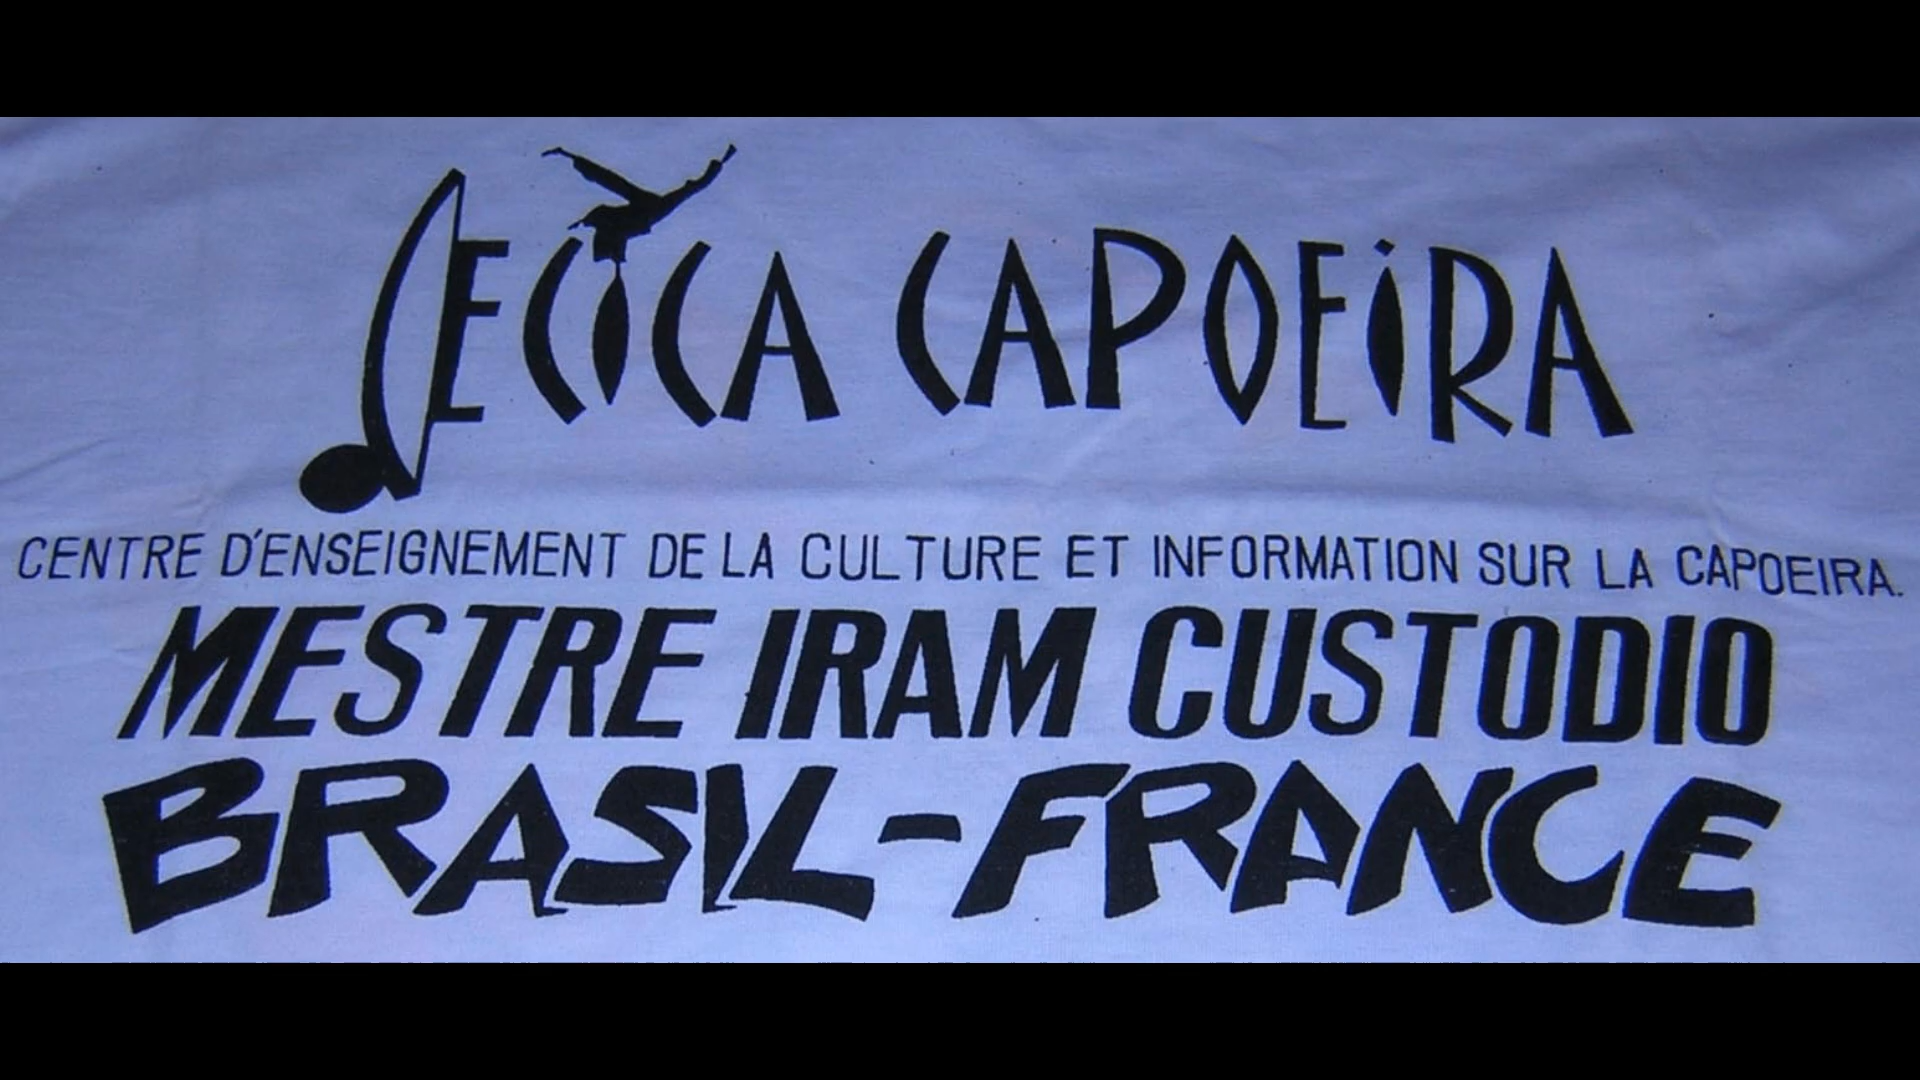 CECICA CAPOEIRA
CENTRE D'ENSEIGNEMENT DE LA CULTURE ET INFORMATION SUR LA CAPOEIRA.
MESTRE IRAM CUSTODIO
BRASIL-FRANCE